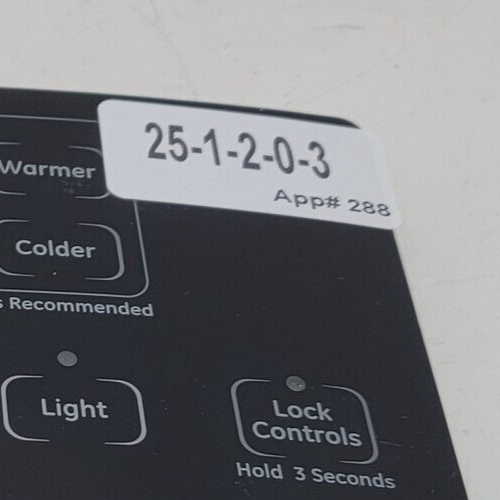 25-1-2-0-3
App# 288
Warmer
Colder
Recommended
Light
Lock
Controls
Hold 3 Seconds